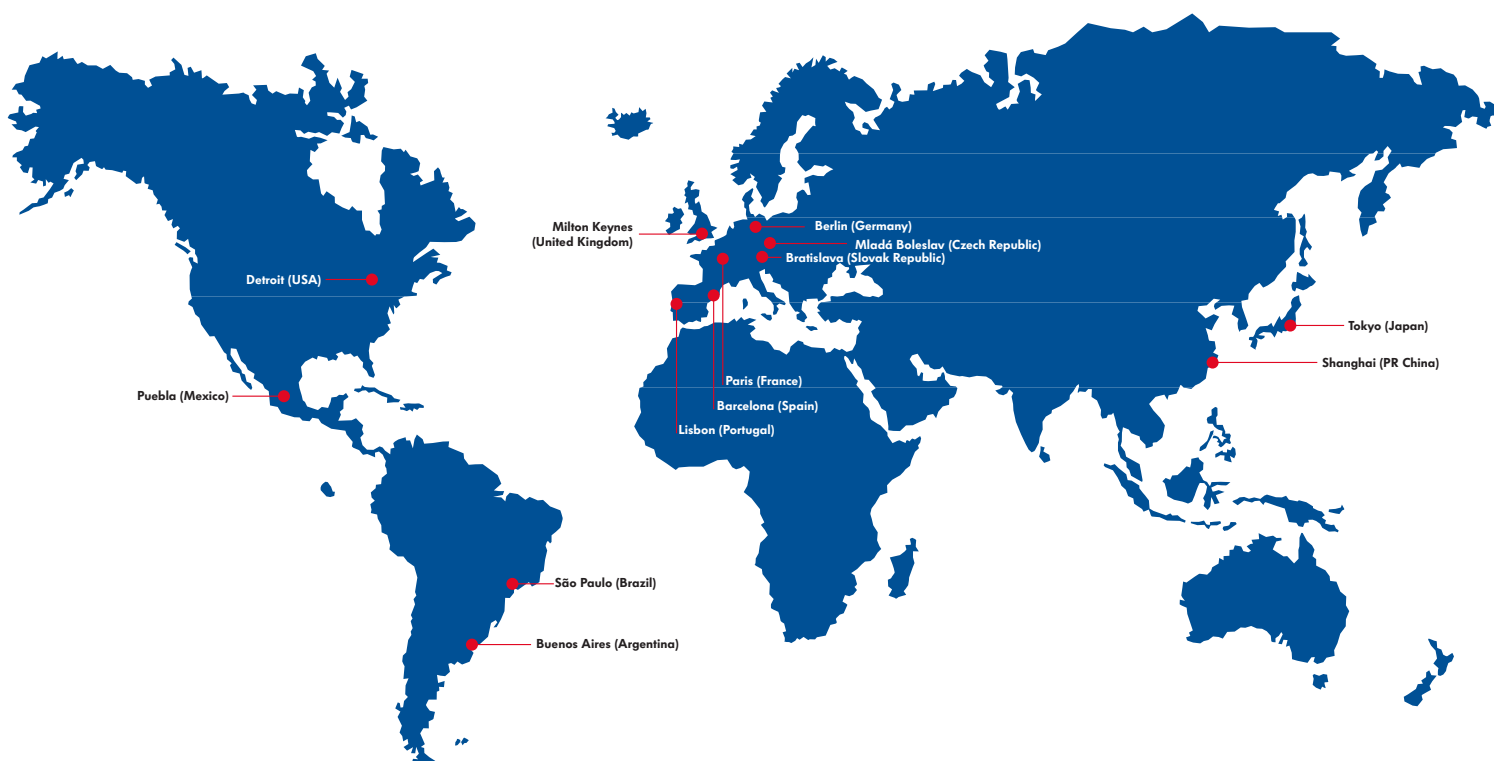 Milton Keynes
(United Kingdom)
Berlin (Germany)
Mladá Boleslav (Czech Republic)
Bratislava (Slovak Republic)
Detroit (USA)
Tokyo (Japan)
Shanghai (PR China)
Paris (France)
Puebla (Mexico)
Barcelona (Spain)
Lisbon (Portugal)
São Paulo (Brazil)
Buenos Aires (Argentina)